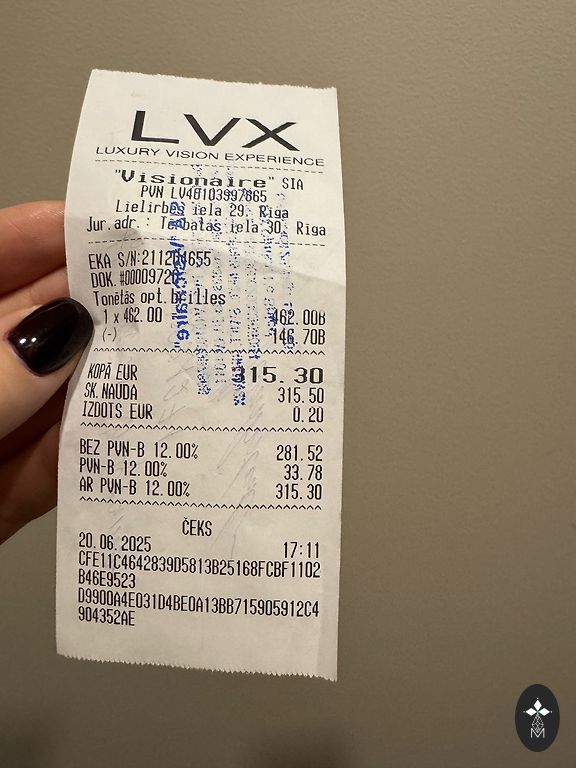 LVX
LUXURY VISION EXPERIENCE
"Visionaire" SIA
PVN LV40103997865
Lielirbes iela 29, Riga
Jur.adr.: Tērbatas iela 30, Riga
EKA S/N:211204655
DOK.#0000972
Tonētās opt.brilles
1 x 462.00 462.00B
(-) -146.70B
KOPĀ EUR 315.30
SK.NAUDA 315.50
IZDOTS EUR 0.20
BEZ PVN-B 12.00% 281.52
PVN-B 12.00% 33.78
AR PVN-B 12.00% 315.30
ČEKS
20.06.2025 17:11
CFE11C4642839D5813B25168FCBF1102
B46E9523
D9900A4E031D4BE0A13BB715905912C4
904352AE
M